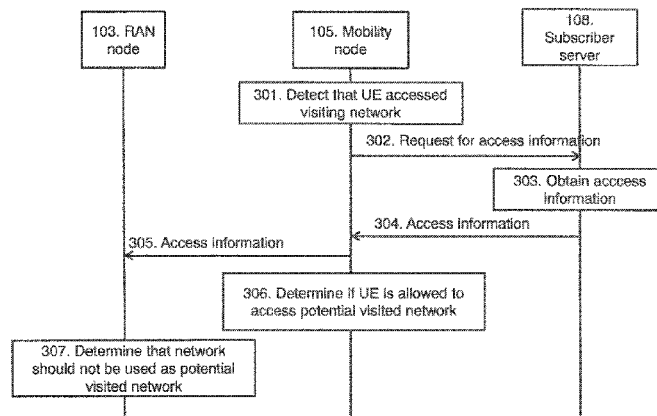 103. RAN
node
105. Mobility
node
108.
Subscriber
server
301. Detect that UE accessed
visiting network
302. Request for access information
303. Obtain acccess
information
304. Access information
305. Access information
306. Determine if UE is allowed to
access potential visited network
307. Determine that network
should not be used as potential
visited network